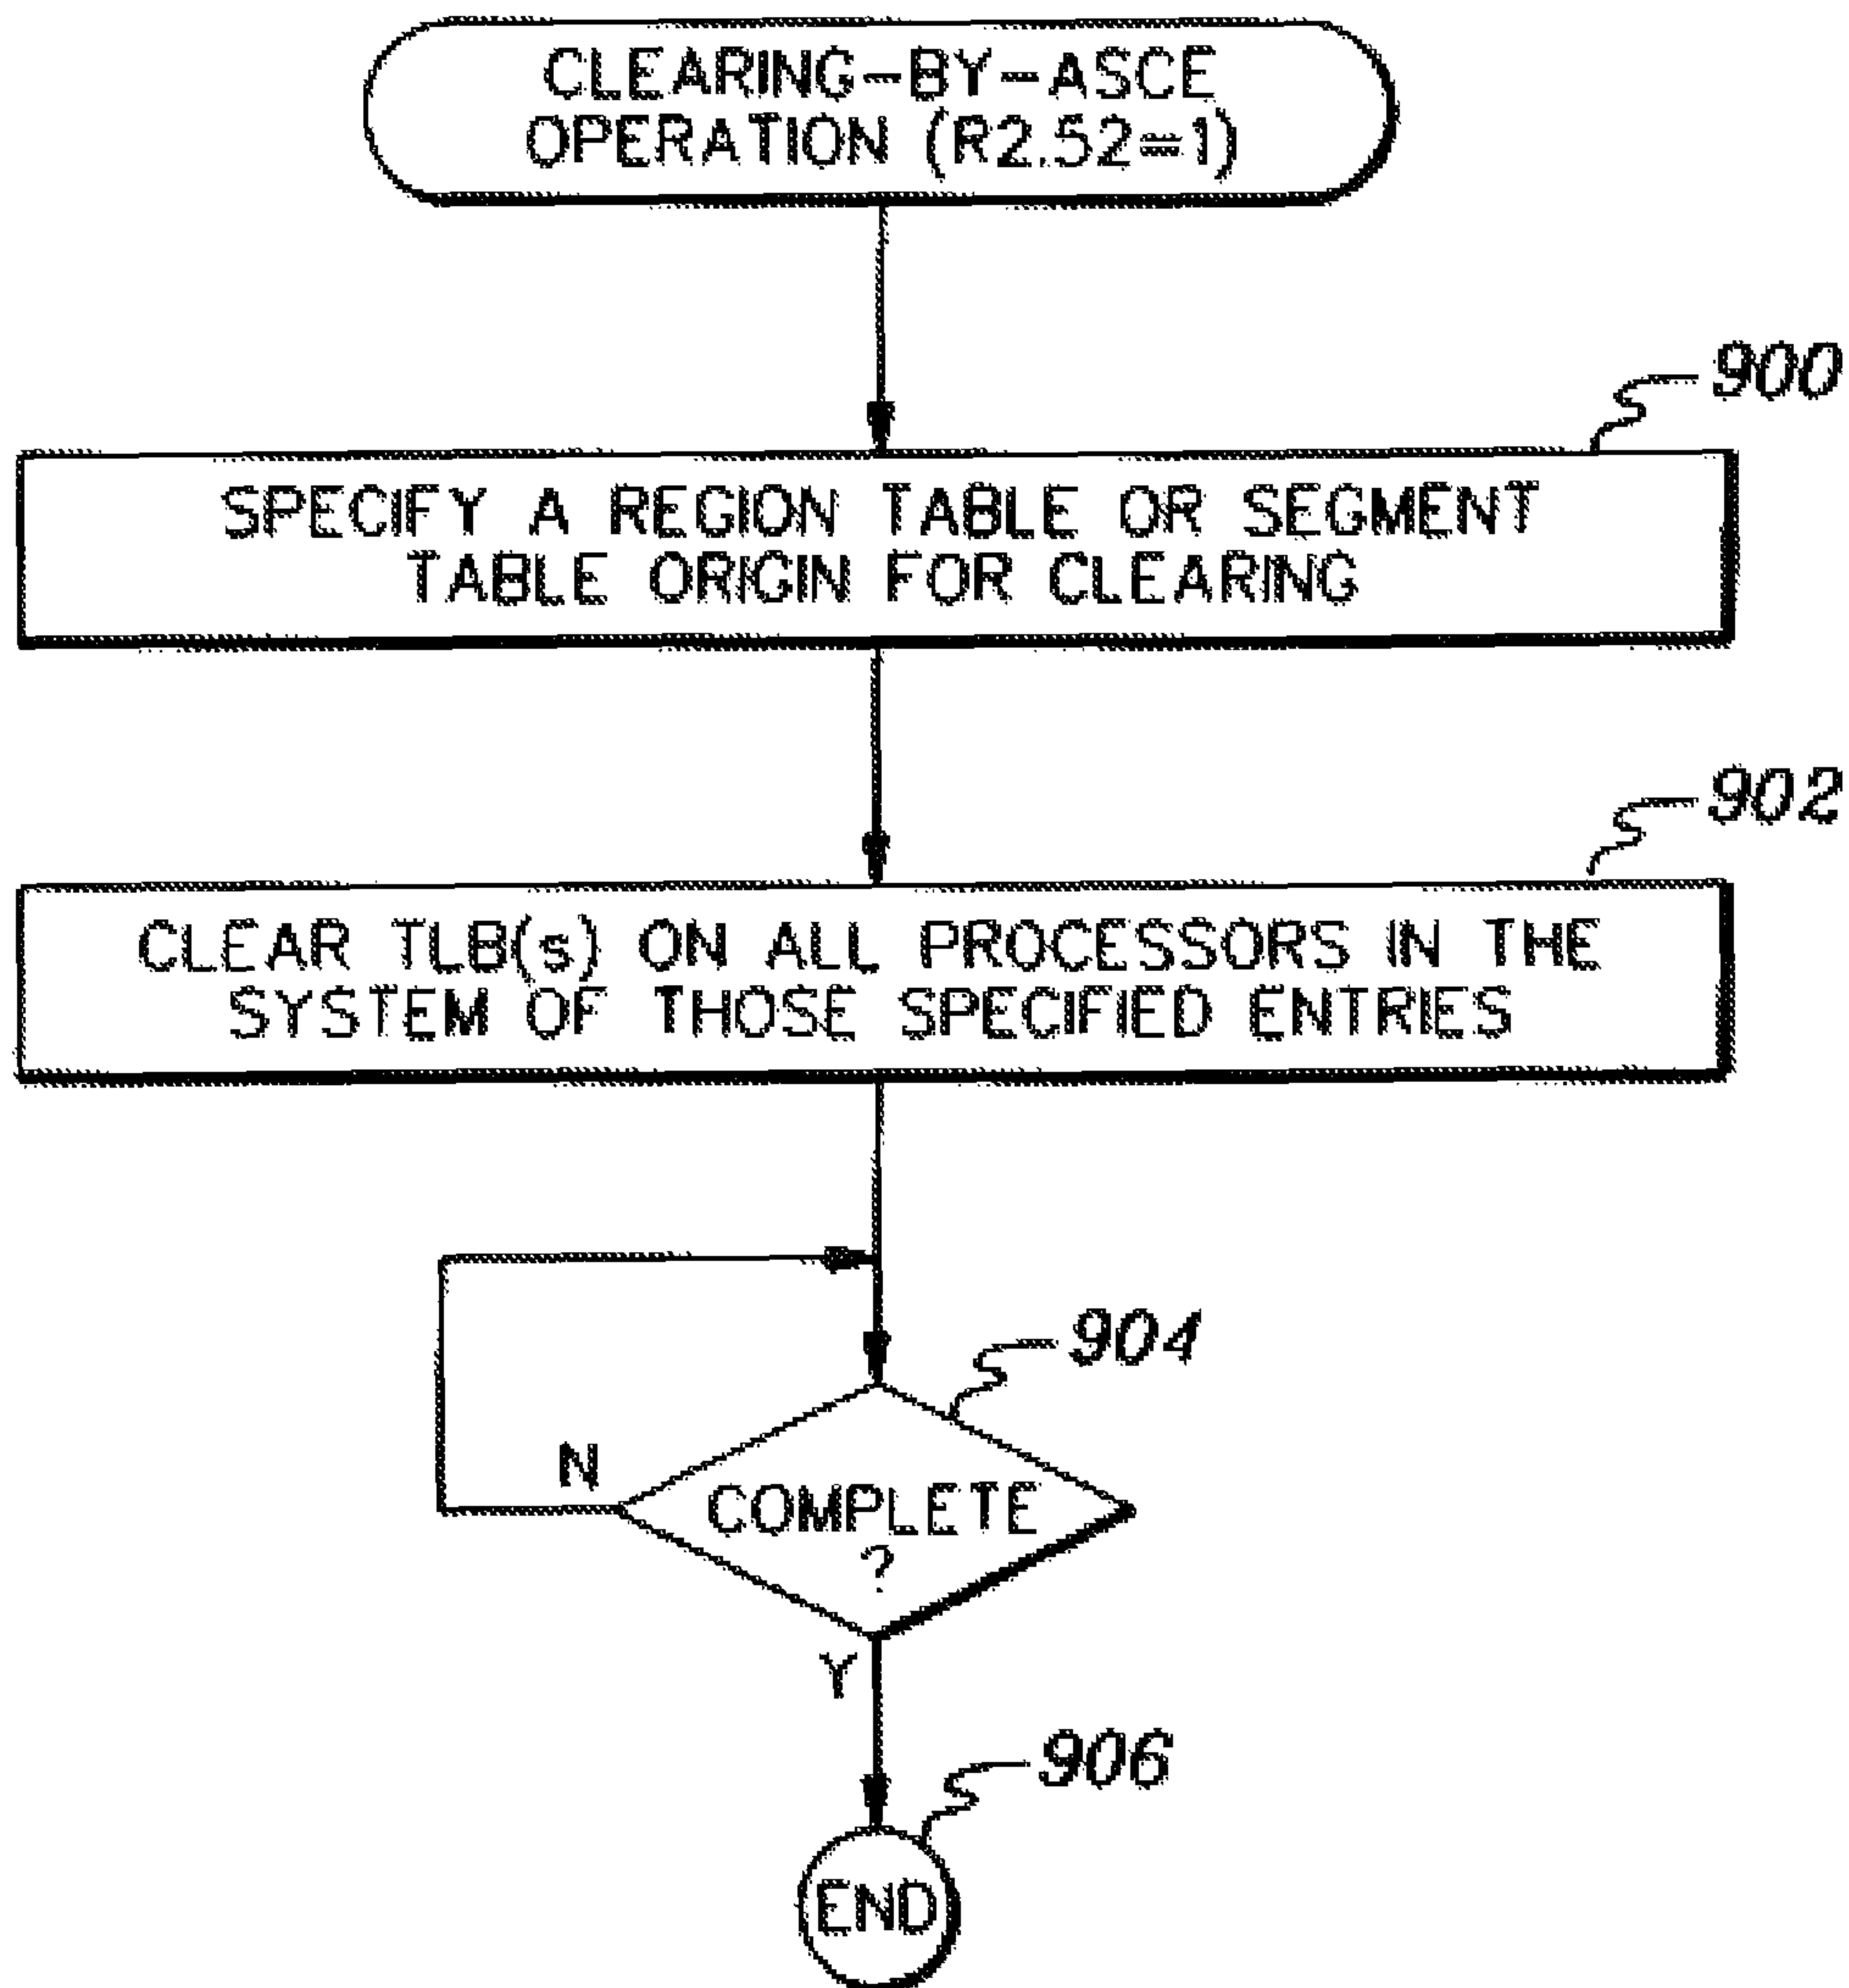 CLEARING-BY-ASCE
OPERATION (R2.52=1)
900
SPECIFY A REGION TABLE OR SEGMENT
TABLE ORIGIN FOR CLEARING
902
CLEAR TLB(s) ON ALL PROCESSORS IN THE
SYSTEM OF THOSE SPECIFIED ENTRIES
904
N
COMPLETE
?
Y
906
END